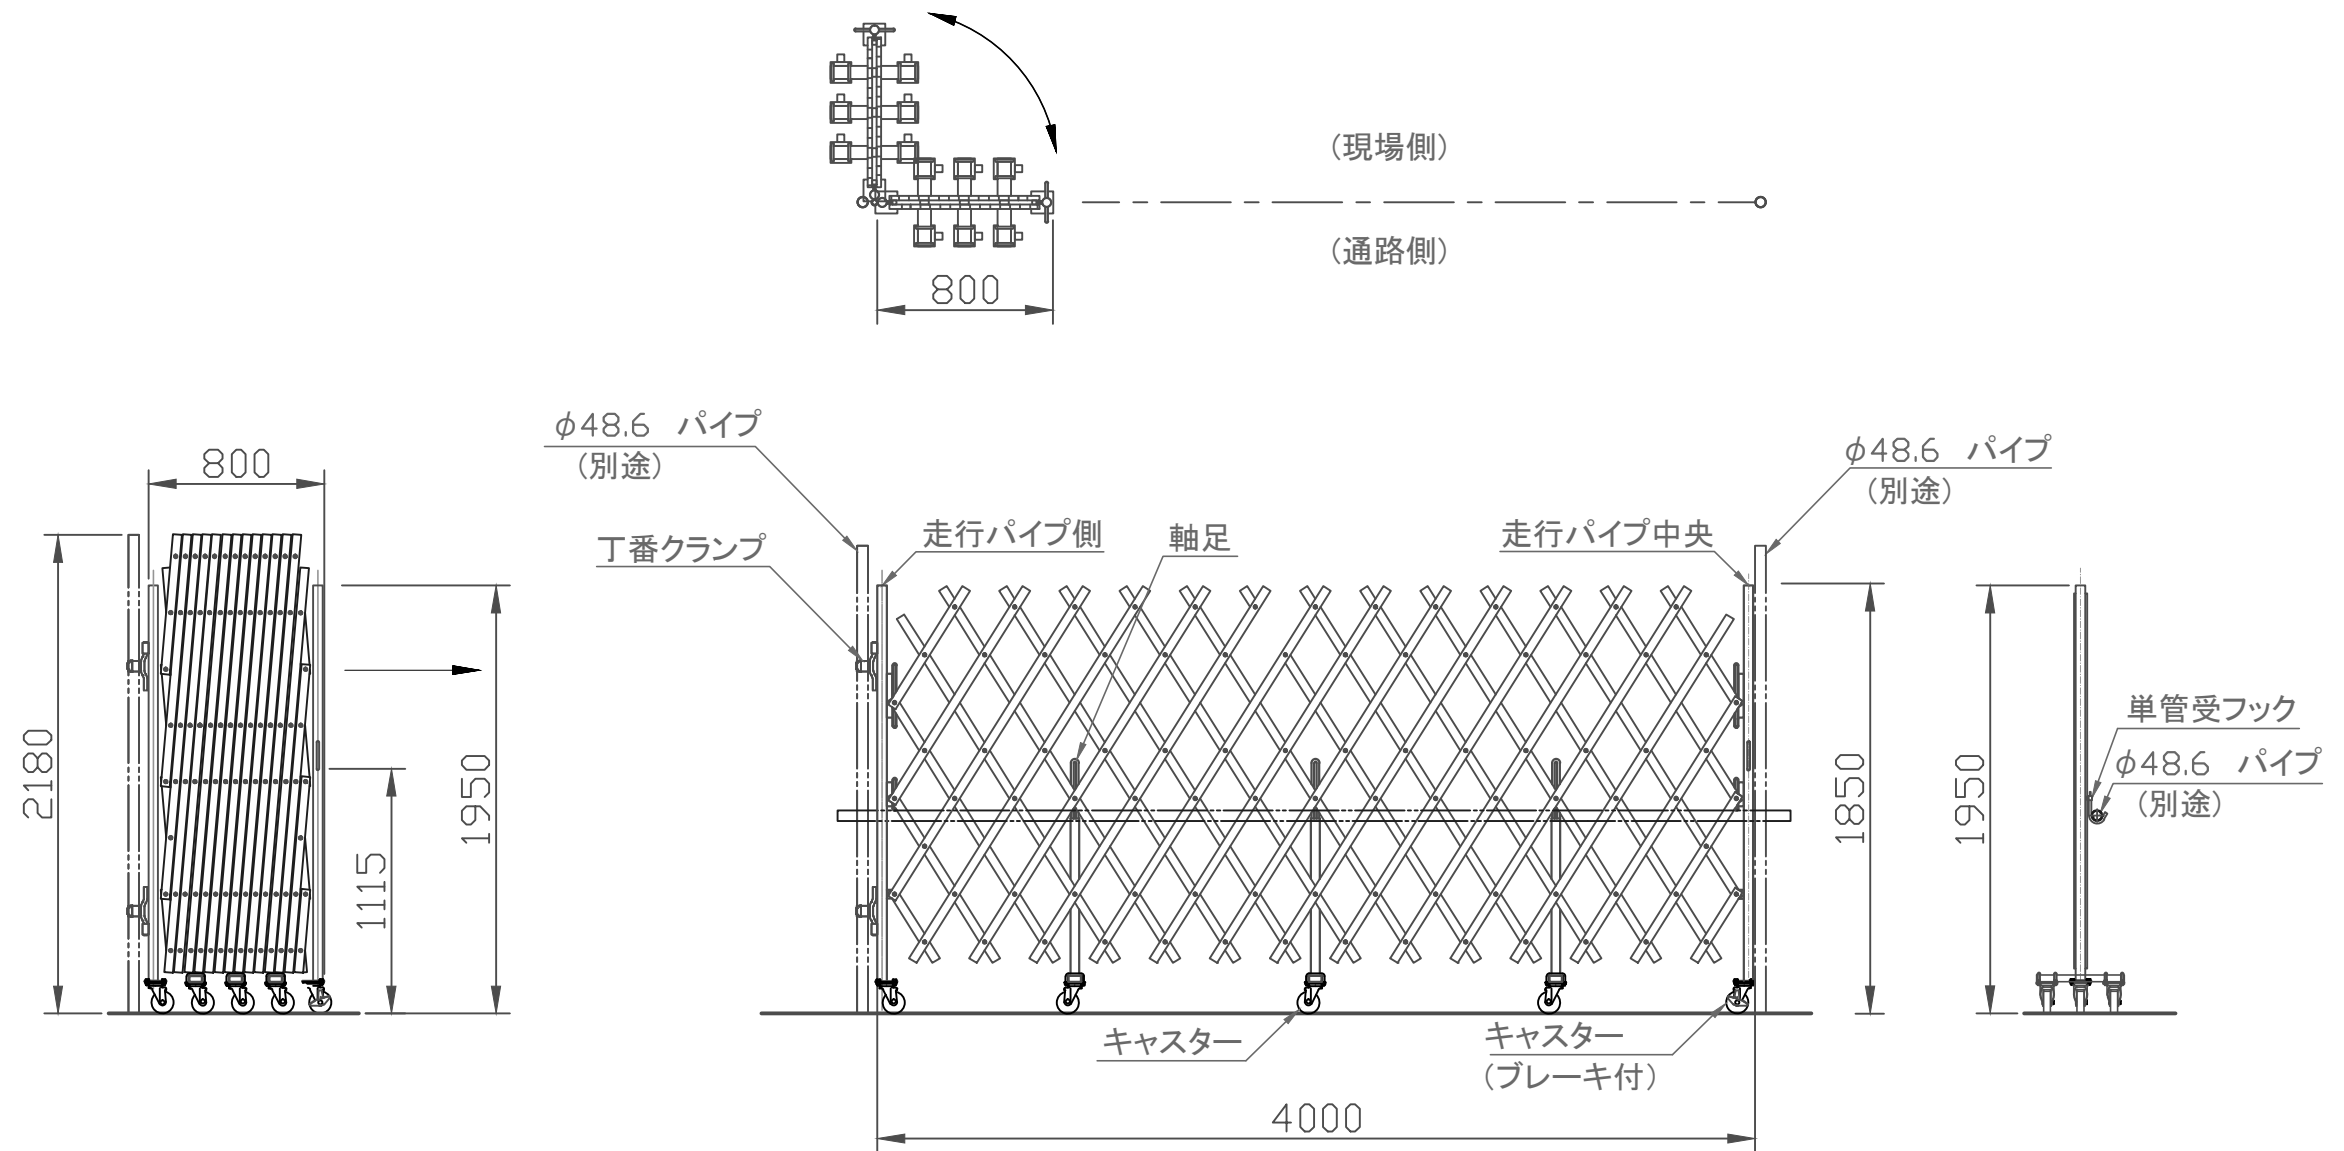 (現場側)
(通路側)
800
φ48.6 パイプ
(別途)
丁番クランプ
走行パイプ側
軸足
走行パイプ中央
φ48.6 パイプ
(別途)
800
2180
1115
1950
1850
1950
単管受フック
φ48.6 パイプ
(別途)
キャスター
キャスター
(ブレーキ付)
4000